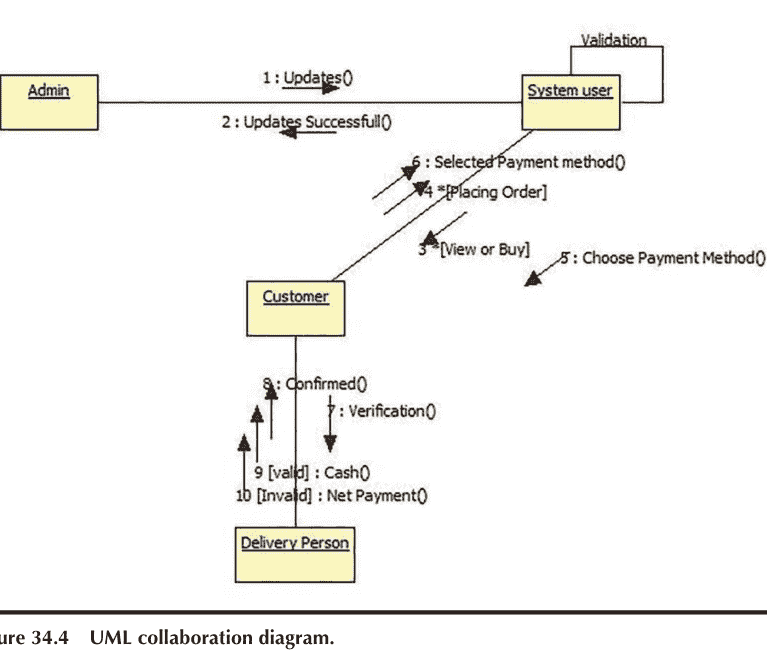 Validation
Admin
1 : Updates()
System user
2 : Updates Successfull()
6 : Selected Payment method()
4 *[Placing Order]
3 *[View or Buy]
5 : Choose Payment Method()
Customer
8 : Confirmed()
7 : Verification()
9 [valid] : Cash()
10 [Invalid] : Net Payment()
Delivery Person
ure 34.4 UML collaboration diagram.